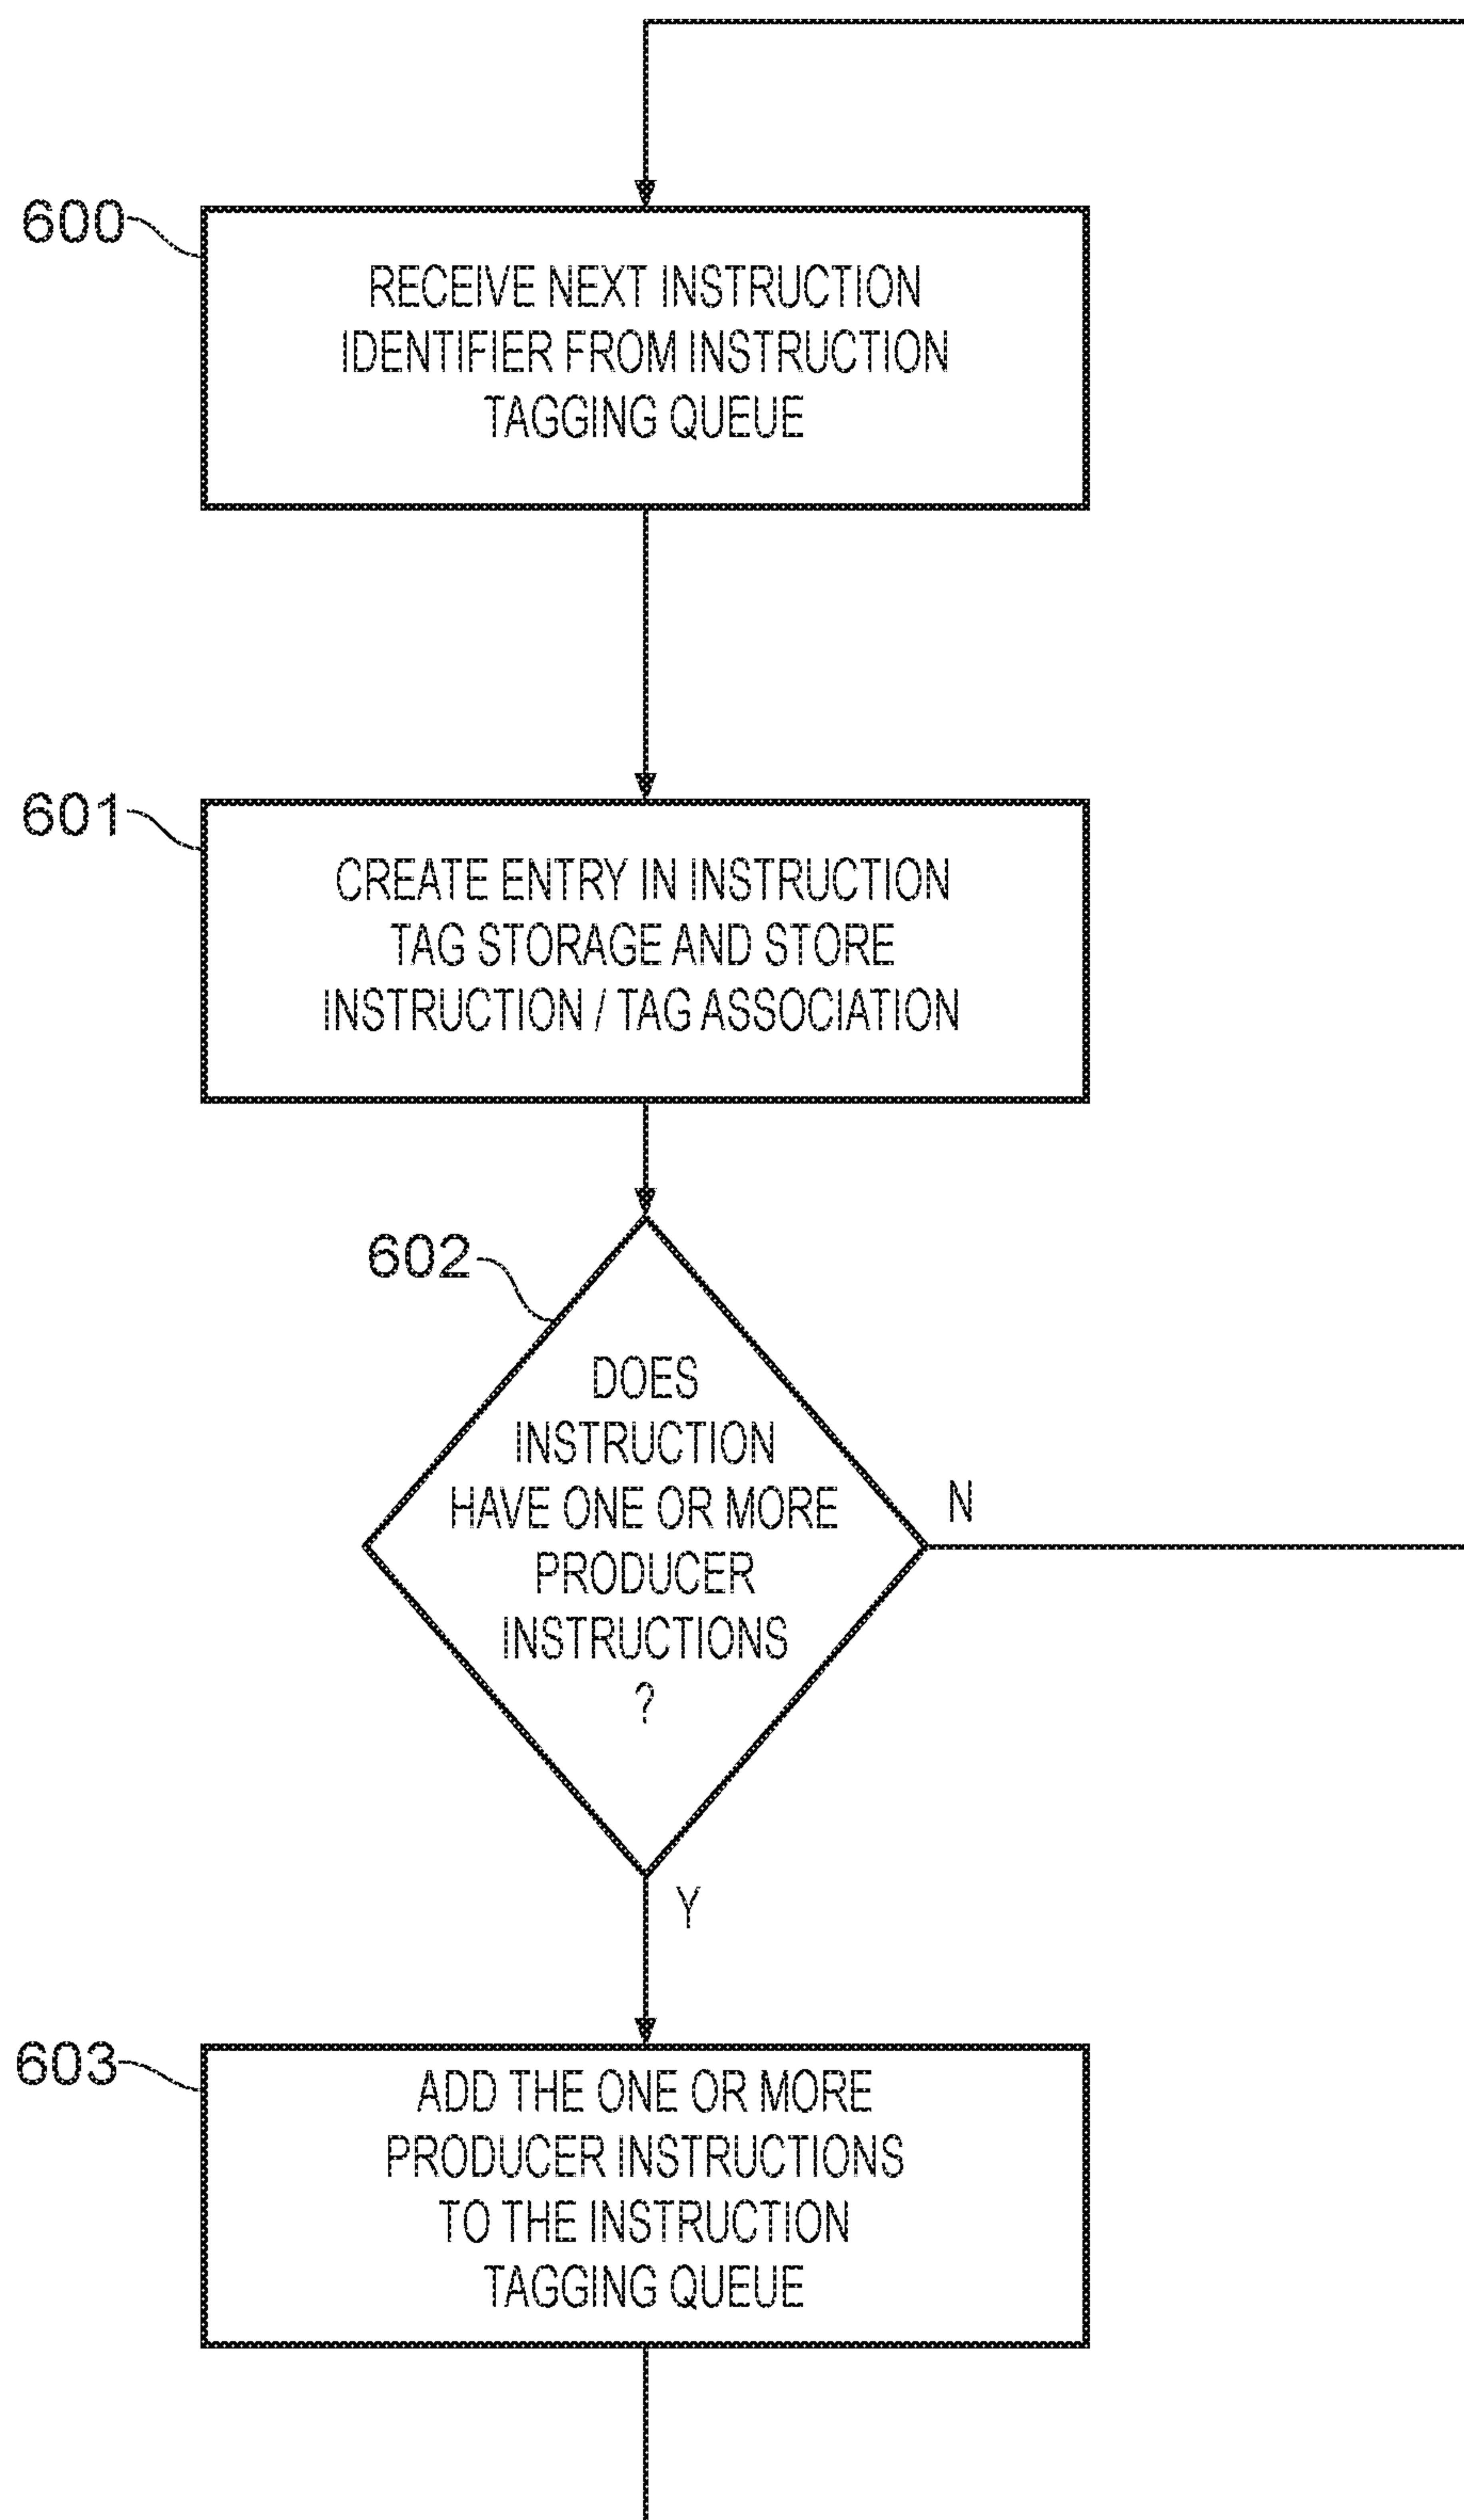 600
RECEIVE NEXT INSTRUCTION
IDENTIFIER FROM INSTRUCTION
TAGGING QUEUE
601
CREATE ENTRY IN INSTRUCTION
TAG STORAGE AND STORE
INSTRUCTION / TAG ASSOCIATION
602
DOES
INSTRUCTION
HAVE ONE OR MORE
PRODUCER
INSTRUCTIONS
?
N
Y
603
ADD THE ONE OR MORE
PRODUCER INSTRUCTIONS
TO THE INSTRUCTION
TAGGING QUEUE